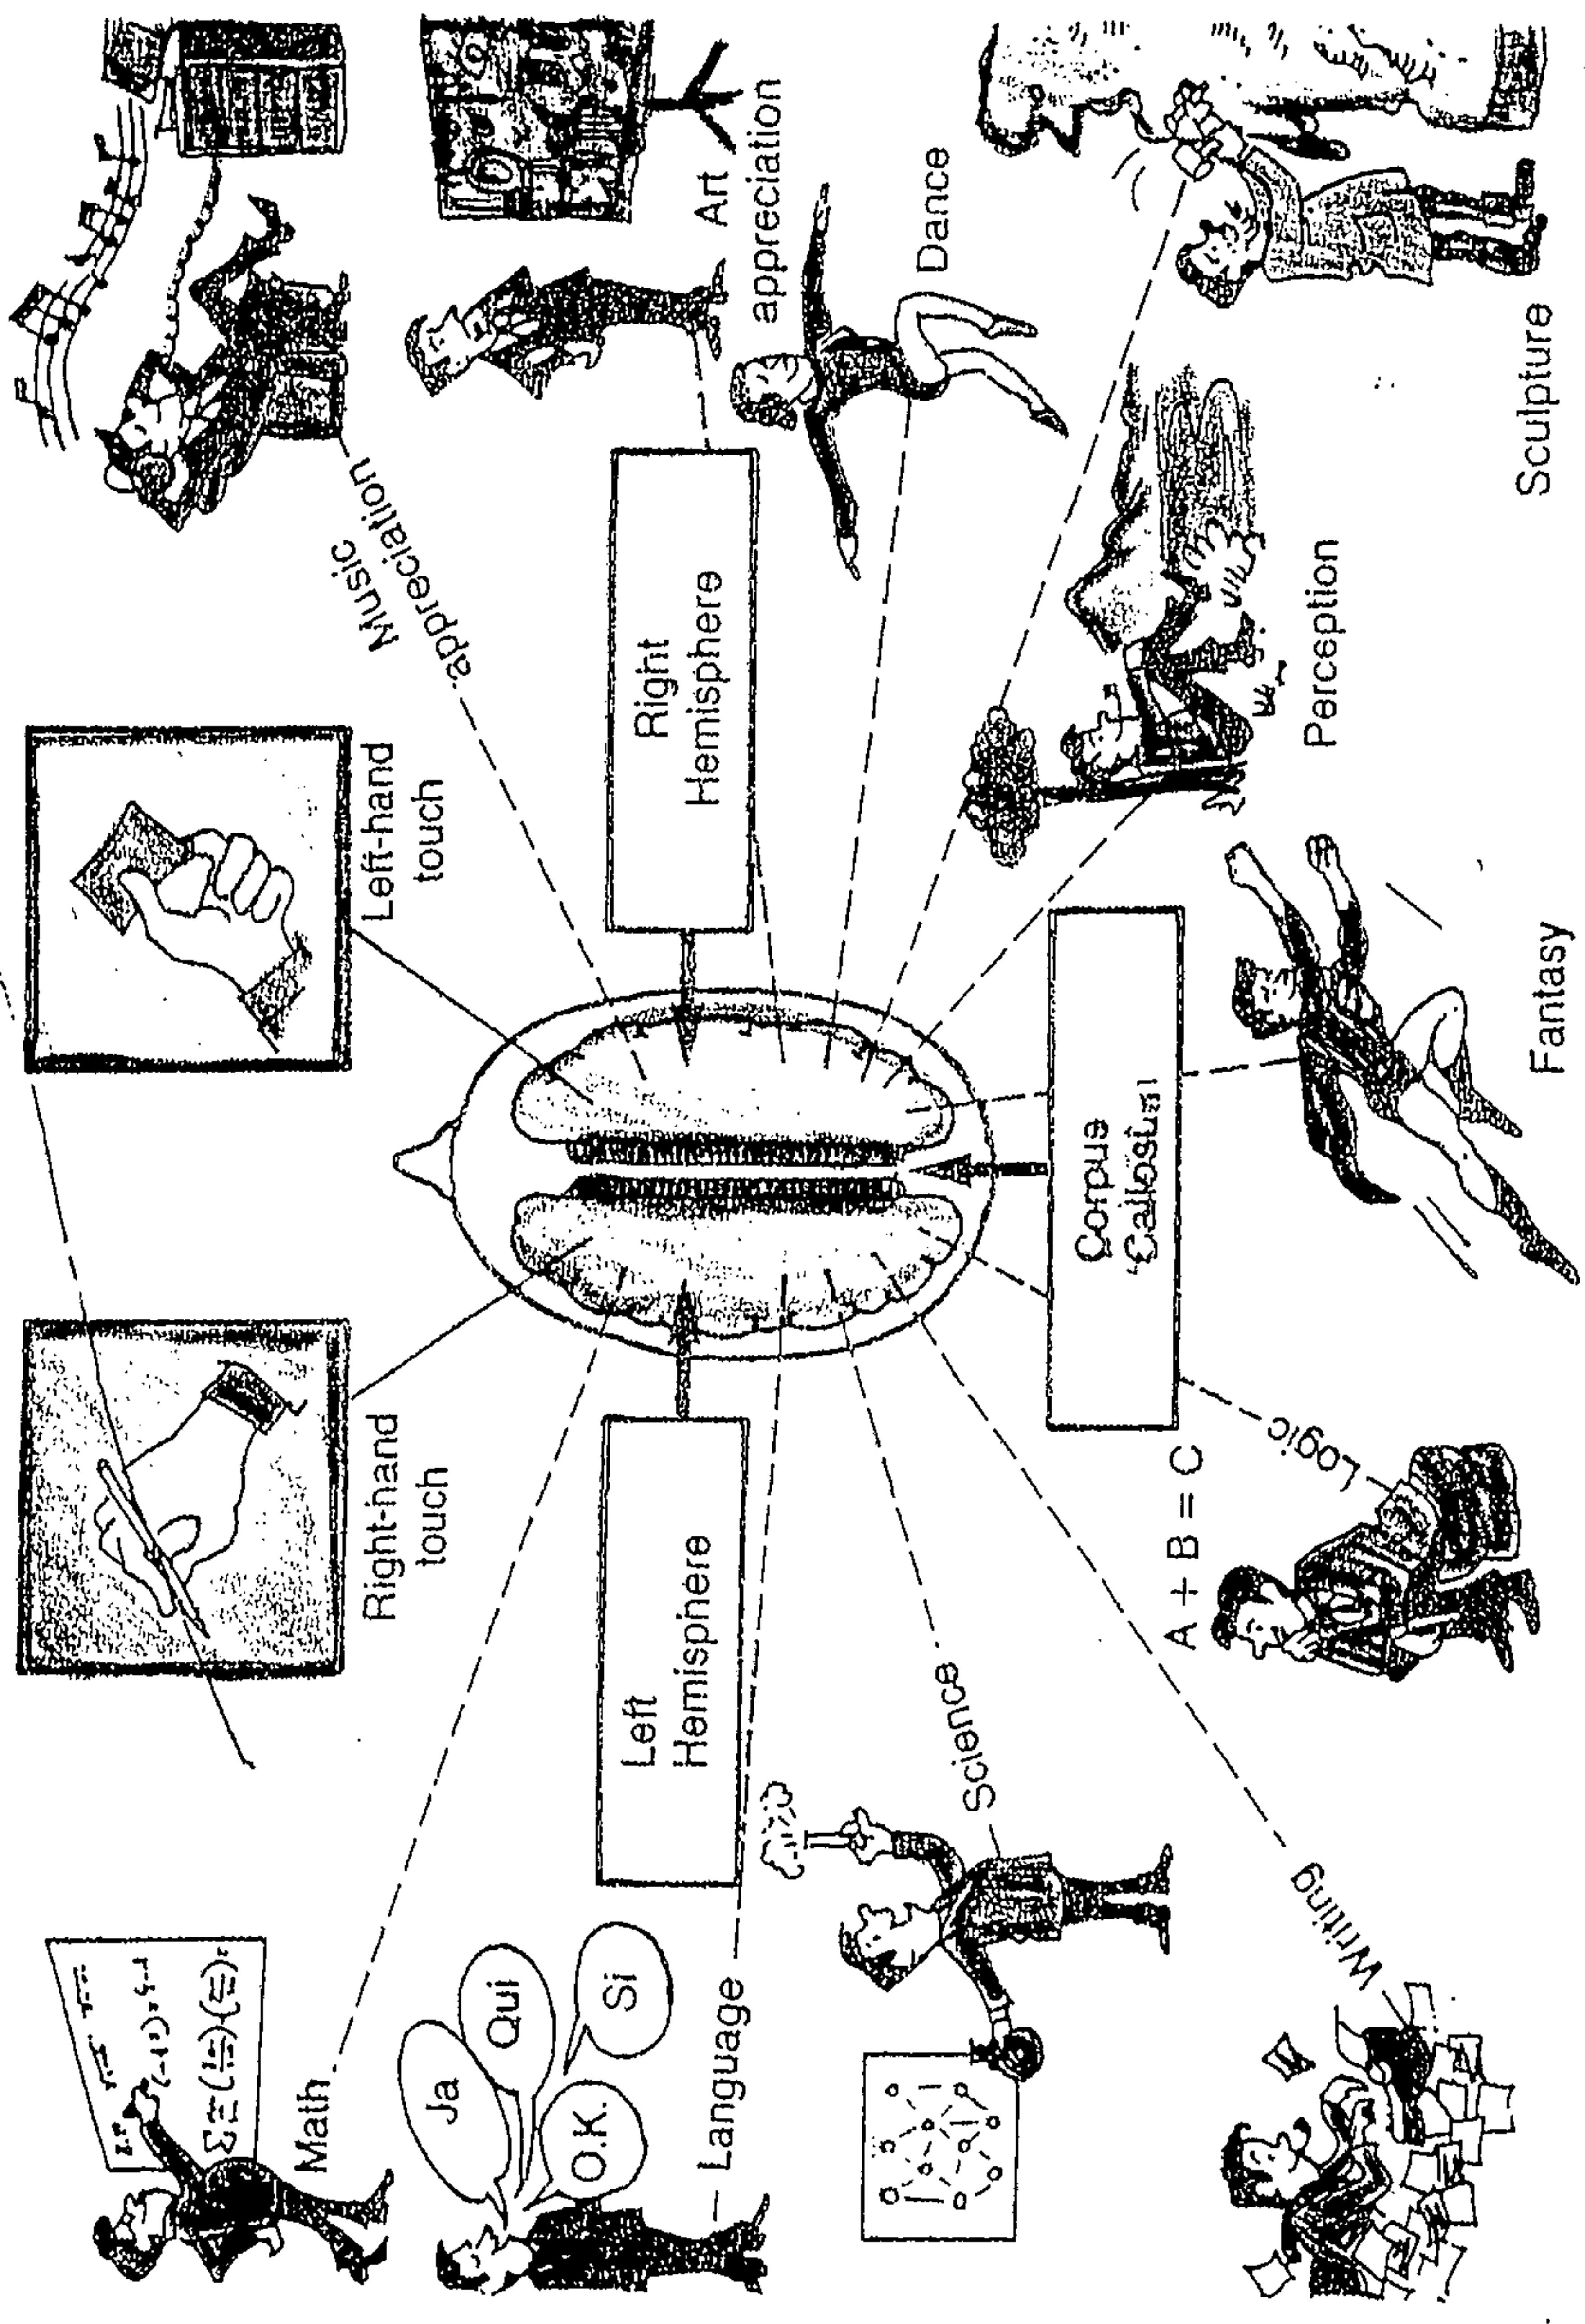 Right-hand
touch
Left-hand
touch
Math
Ja
Qui
Si
O.K.
Language
Left
Hemisphere
Right
Hemisphere
Music
appreciation
Art
appreciation
Dance
Science
Writing
A + B = C
Logic
Corpus
Callosum
Fantasy
Perception
Sculpture